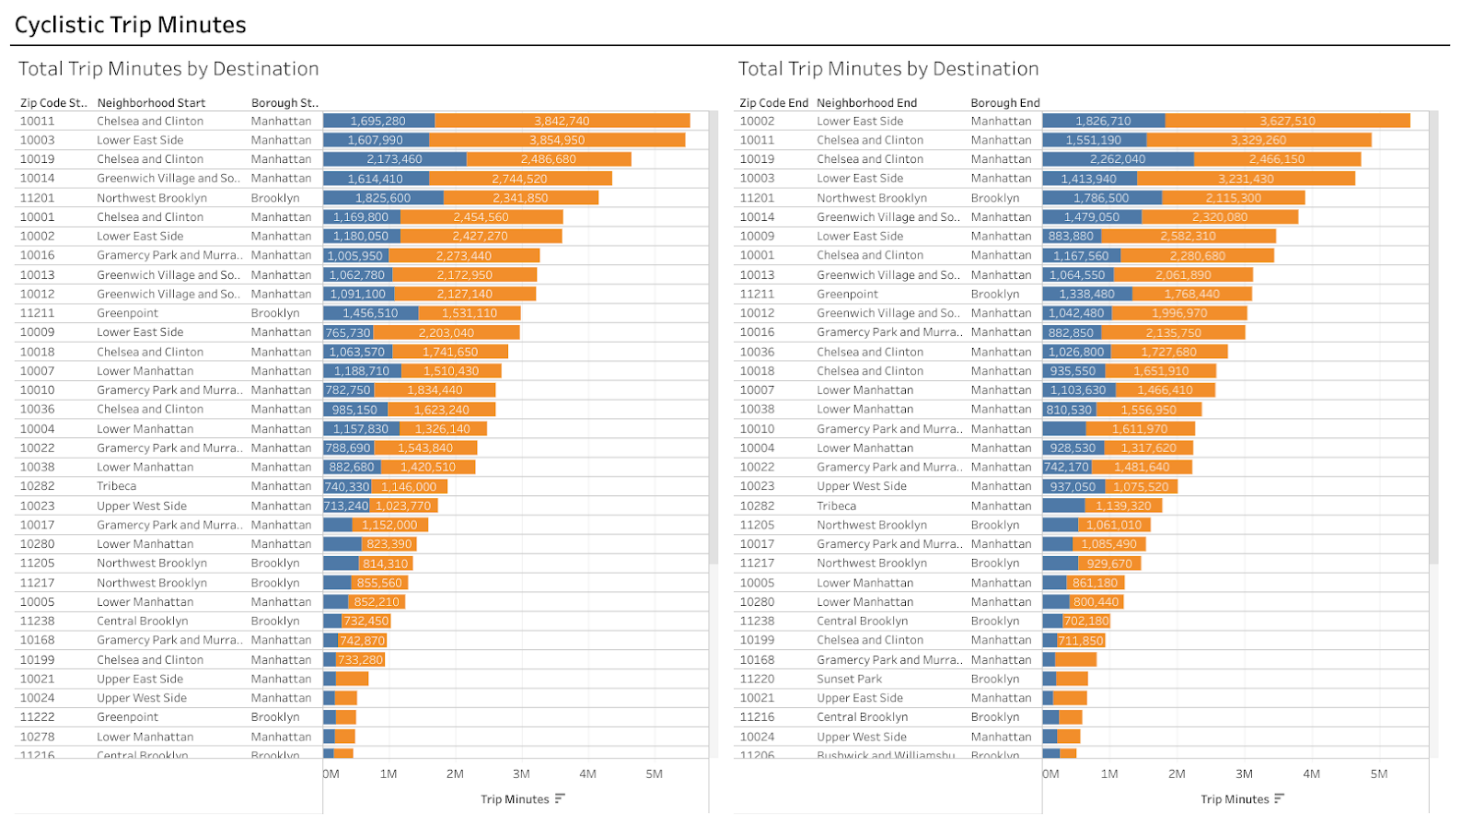 Cyclistic Trip Minutes
Total Trip Minutes by Destination
Zip Code St.. Neighborhood Start Borough St..
10011 Chelsea and Clinton Manhattan 1,695,280 3,842,740
10003 Lower East Side Manhattan 1,607,990 3,854,950
10019 Chelsea and Clinton Manhattan 2,173,460 2,486,680
10014 Greenwich Village and So.. Manhattan 1,614,410 2,744,520
11201 Northwest Brooklyn Brooklyn 1,825,600 2,341,850
10001 Chelsea and Clinton Manhattan 1,169,800 2,454,560
10002 Lower East Side Manhattan 1,180,050 2,427,270
10016 Gramercy Park and Murra.. Manhattan 1,005,950 2,273,440
10013 Greenwich Village and So.. Manhattan 1,062,780 2,172,950
10012 Greenwich Village and So.. Manhattan 1,091,100 2,127,140
11211 Greenpoint Brooklyn 1,456,510 1,531,110
10009 Lower East Side Manhattan 765,730 2,203,040
10018 Chelsea and Clinton Manhattan 1,063,570 1,741,650
10007 Lower Manhattan Manhattan 1,188,710 1,510,430
10010 Gramercy Park and Murra.. Manhattan 782,750 1,834,440
10036 Chelsea and Clinton Manhattan 985,150 1,623,240
10004 Lower Manhattan Manhattan 1,157,830 1,326,140
10022 Gramercy Park and Murra.. Manhattan 788,690 1,543,840
10038 Lower Manhattan Manhattan 882,680 1,420,510
10282 Tribeca Manhattan 740,330 1,146,000
10023 Upper West Side Manhattan 713,240 1,023,770
10017 Gramercy Park and Murra.. Manhattan 1,152,000
10280 Lower Manhattan Manhattan 823,390
11205 Northwest Brooklyn Brooklyn 814,310
11217 Northwest Brooklyn Brooklyn 855,560
10005 Lower Manhattan Manhattan 852,210
11238 Central Brooklyn Brooklyn 732,450
10168 Gramercy Park and Murra.. Manhattan 742,870
10199 Chelsea and Clinton Manhattan 733,280
10021 Upper East Side Manhattan
10024 Upper West Side Manhattan
11222 Greenpoint Brooklyn
10278 Lower Manhattan Manhattan
11216 Central Brooklyn Brooklyn
0M 1M 2M 3M 4M 5M
Trip Minutes
Total Trip Minutes by Destination
Zip Code End Neighborhood End Borough End
10002 Lower East Side Manhattan 1,826,710 3,627,510
10011 Chelsea and Clinton Manhattan 1,551,190 3,329,260
10019 Chelsea and Clinton Manhattan 2,262,040 2,466,150
10003 Lower East Side Manhattan 1,413,940 3,231,430
11201 Northwest Brooklyn Brooklyn 1,786,500 2,115,300
10014 Greenwich Village and So.. Manhattan 1,479,050 2,320,080
10009 Lower East Side Manhattan 883,880 2,582,310
10001 Chelsea and Clinton Manhattan 1,167,560 2,280,680
10013 Greenwich Village and So.. Manhattan 1,064,550 2,061,890
11211 Greenpoint Brooklyn 1,338,480 1,768,440
10012 Greenwich Village and So.. Manhattan 1,042,480 1,996,970
10016 Gramercy Park and Murra.. Manhattan 882,850 2,135,750
10036 Chelsea and Clinton Manhattan 1,026,800 1,727,680
10018 Chelsea and Clinton Manhattan 935,550 1,651,910
10007 Lower Manhattan Manhattan 1,103,630 1,466,410
10038 Lower Manhattan Manhattan 810,530 1,556,950
10010 Gramercy Park and Murra.. Manhattan 1,611,970
10004 Lower Manhattan Manhattan 928,530 1,317,620
10022 Gramercy Park and Murra.. Manhattan 742,170 1,481,640
10023 Upper West Side Manhattan 937,050 1,075,520
10282 Tribeca Manhattan 1,139,320
11205 Northwest Brooklyn Brooklyn 1,061,010
10017 Gramercy Park and Murra.. Manhattan 1,085,490
11217 Northwest Brooklyn Brooklyn 929,670
10005 Lower Manhattan Manhattan 861,180
10280 Lower Manhattan Manhattan 800,440
11238 Central Brooklyn Brooklyn 702,180
10199 Chelsea and Clinton Manhattan 711,850
10168 Gramercy Park and Murra.. Manhattan
11220 Sunset Park Brooklyn
10021 Upper East Side Manhattan
11216 Central Brooklyn Brooklyn
10024 Upper West Side Manhattan
11206 Bushwick and Williamsbu.. Brooklyn
0M 1M 2M 3M 4M 5M
Trip Minutes